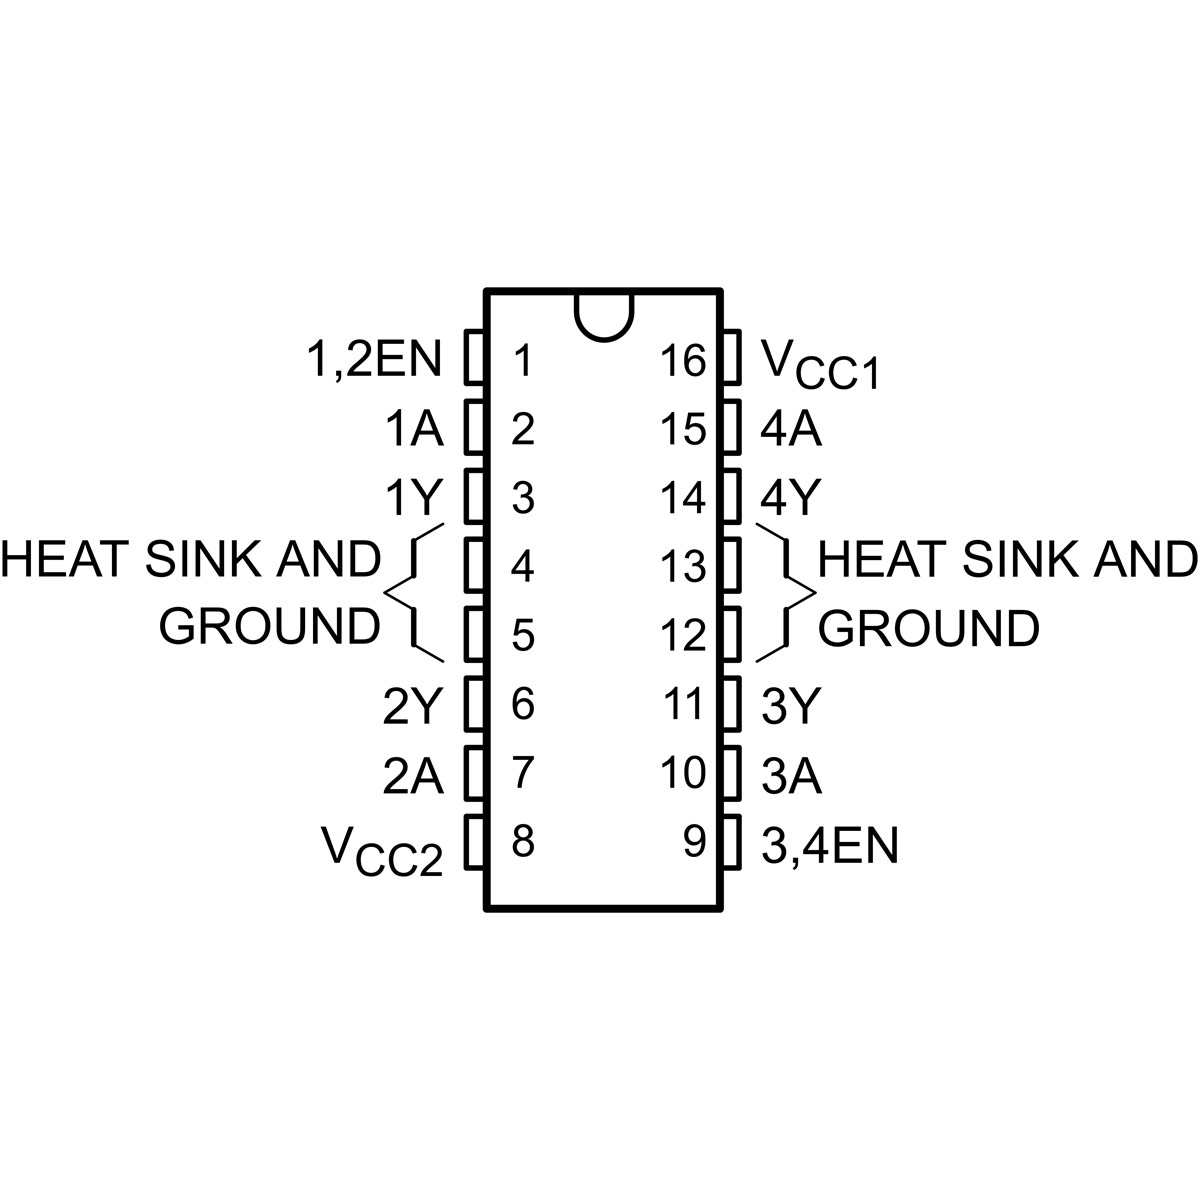 1,2EN 1 16 VCC1
1A 2 15 4A
1Y 3 14 4Y
HEAT SINK AND 4 13 HEAT SINK AND
GROUND 5 12 GROUND
2Y 6 11 3Y
2A 7 10 3A
VCC2 8 9 3,4EN